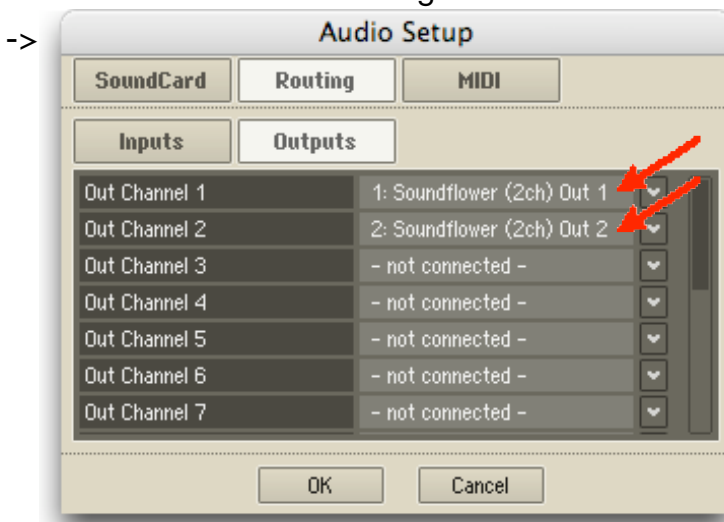 -> Audio Setup
SoundCard Routing MIDI
Inputs Outputs
Out Channel 1 1: Soundflower (2ch) Out 1
Out Channel 2 2: Soundflower (2ch) Out 2
Out Channel 3 – not connected –
Out Channel 4 – not connected –
Out Channel 5 – not connected –
Out Channel 6 – not connected –
Out Channel 7 – not connected –
OK Cancel